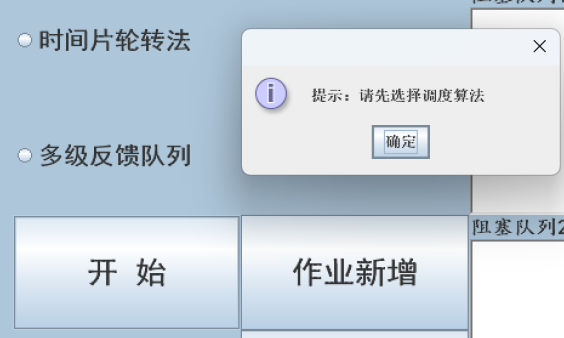 时间片轮转法
提示：请先选择调度算法
确定
多级反馈队列
阻塞队列2
开 始
作业新增